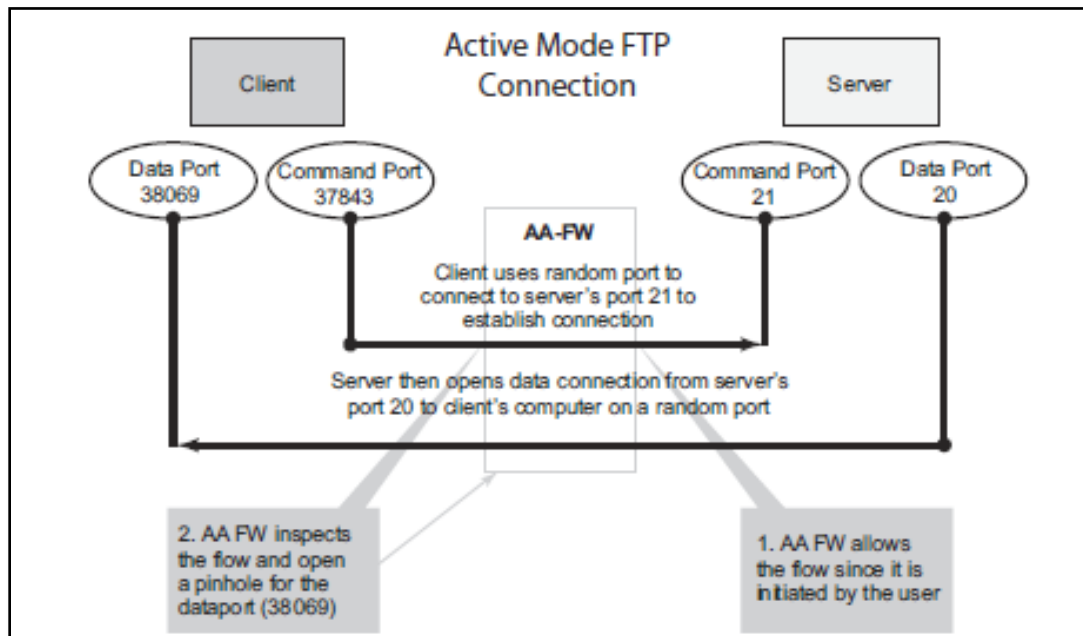 Active Mode FTP
Connection
Client
Server
Data Port
38069
Command Port
37843
Command Port
21
Data Port
20
AA-FW
Client uses random port to
connect to server's port 21 to
establish connection
Server then opens data connection from server's
port 20 to client's computer on a random port
2. AA FW inspects
the flow and open
a pinhole for the
dataport (38069)
1. AA FW allows
the flow since it is
initiated by the user